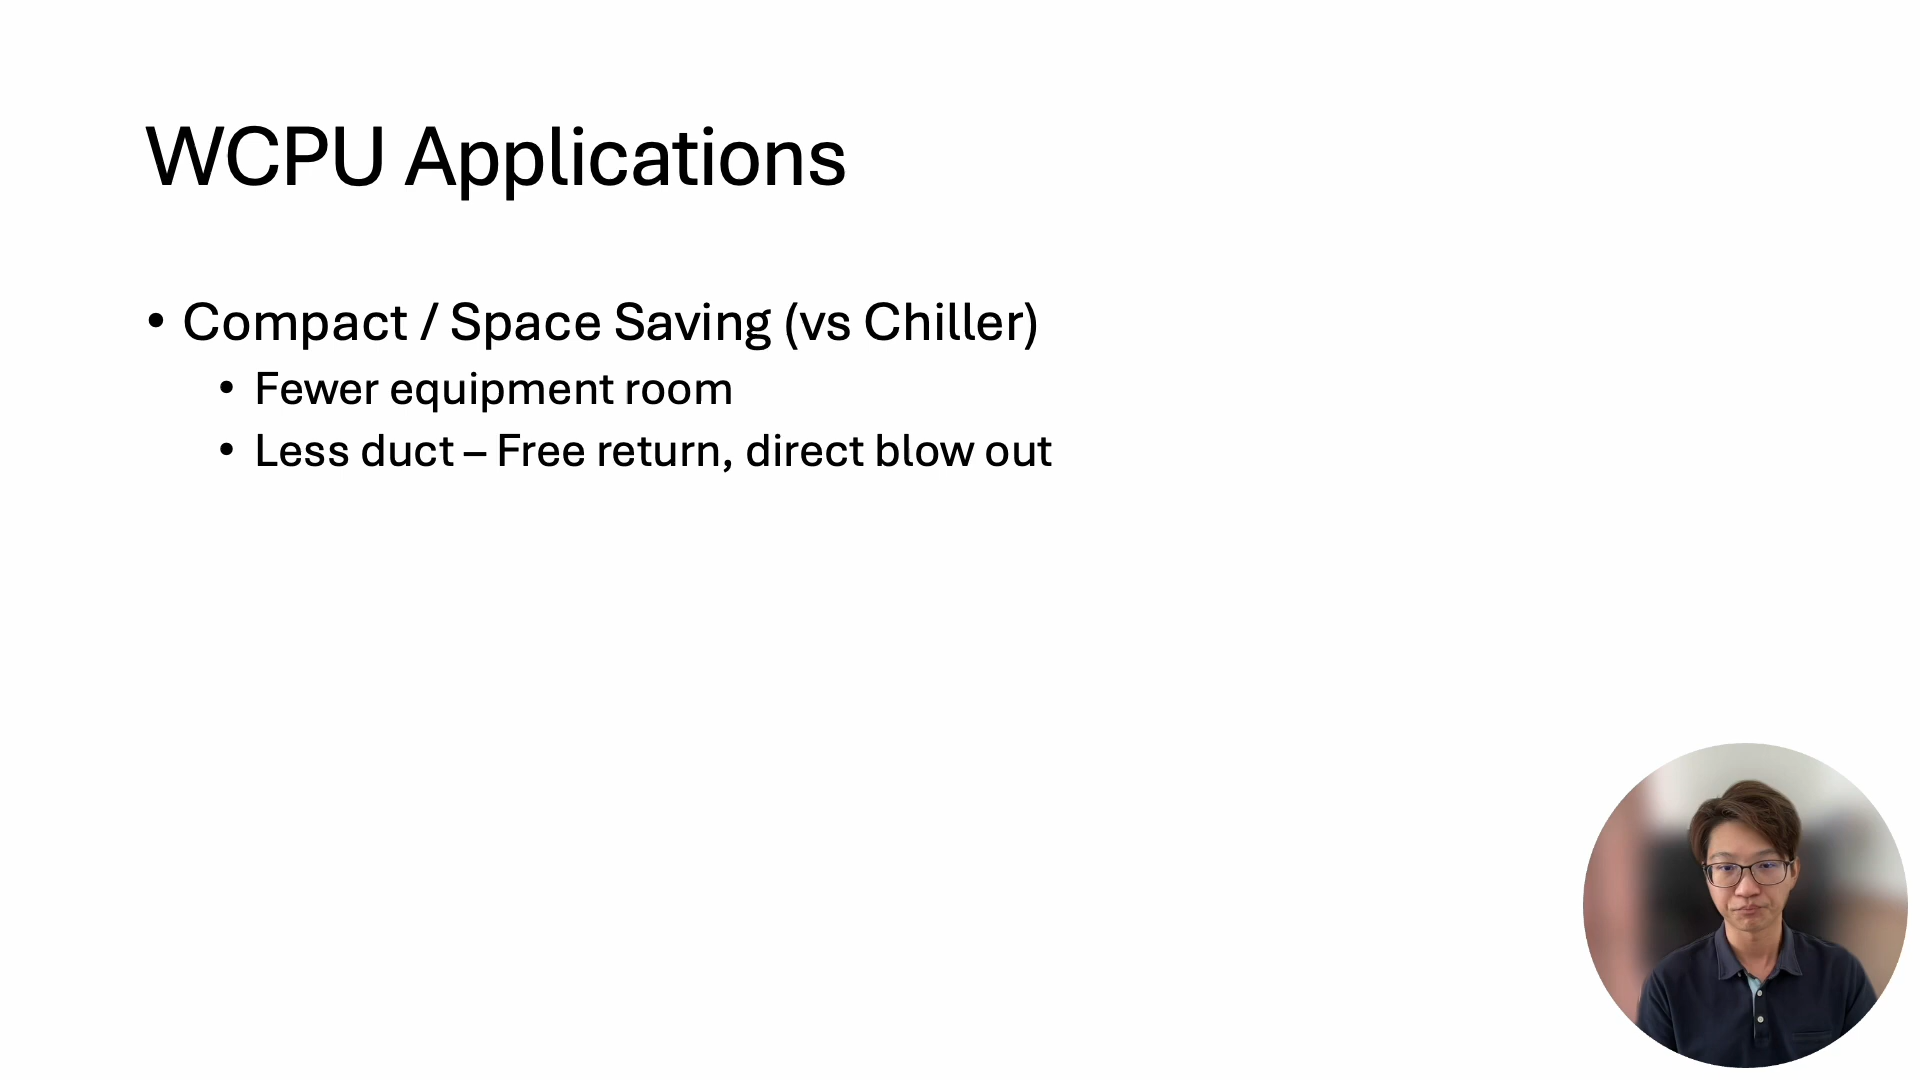 WCPU Applications
• Compact / Space Saving (vs Chiller)
• Fewer equipment room
• Less duct – Free return, direct blow out